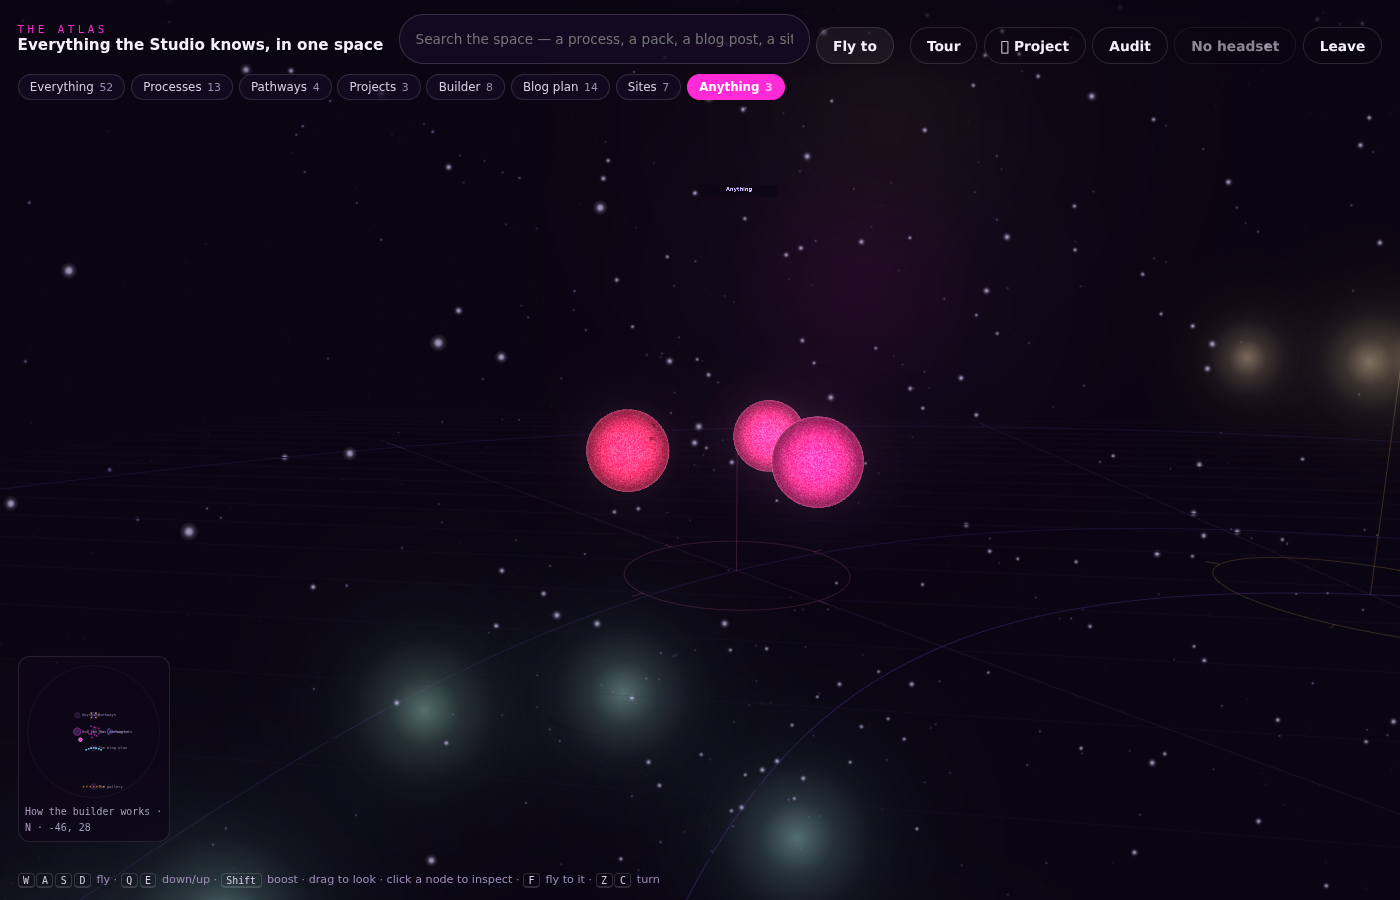 THE ATLAS
Everything the Studio knows, in one space
Search the space — a process, a pack, a blog post, a sit
Fly to
Tour
Project
Audit
No headset
Leave
Everything 52
Processes 13
Pathways 4
Projects 3
Builder 8
Blog plan 14
Sites 7
Anything 3
Anything
How the builder works ·
N · -46, 28
W A S D fly · Q E down/up · Shift boost · drag to look · click a node to inspect · F fly to it · Z C turn